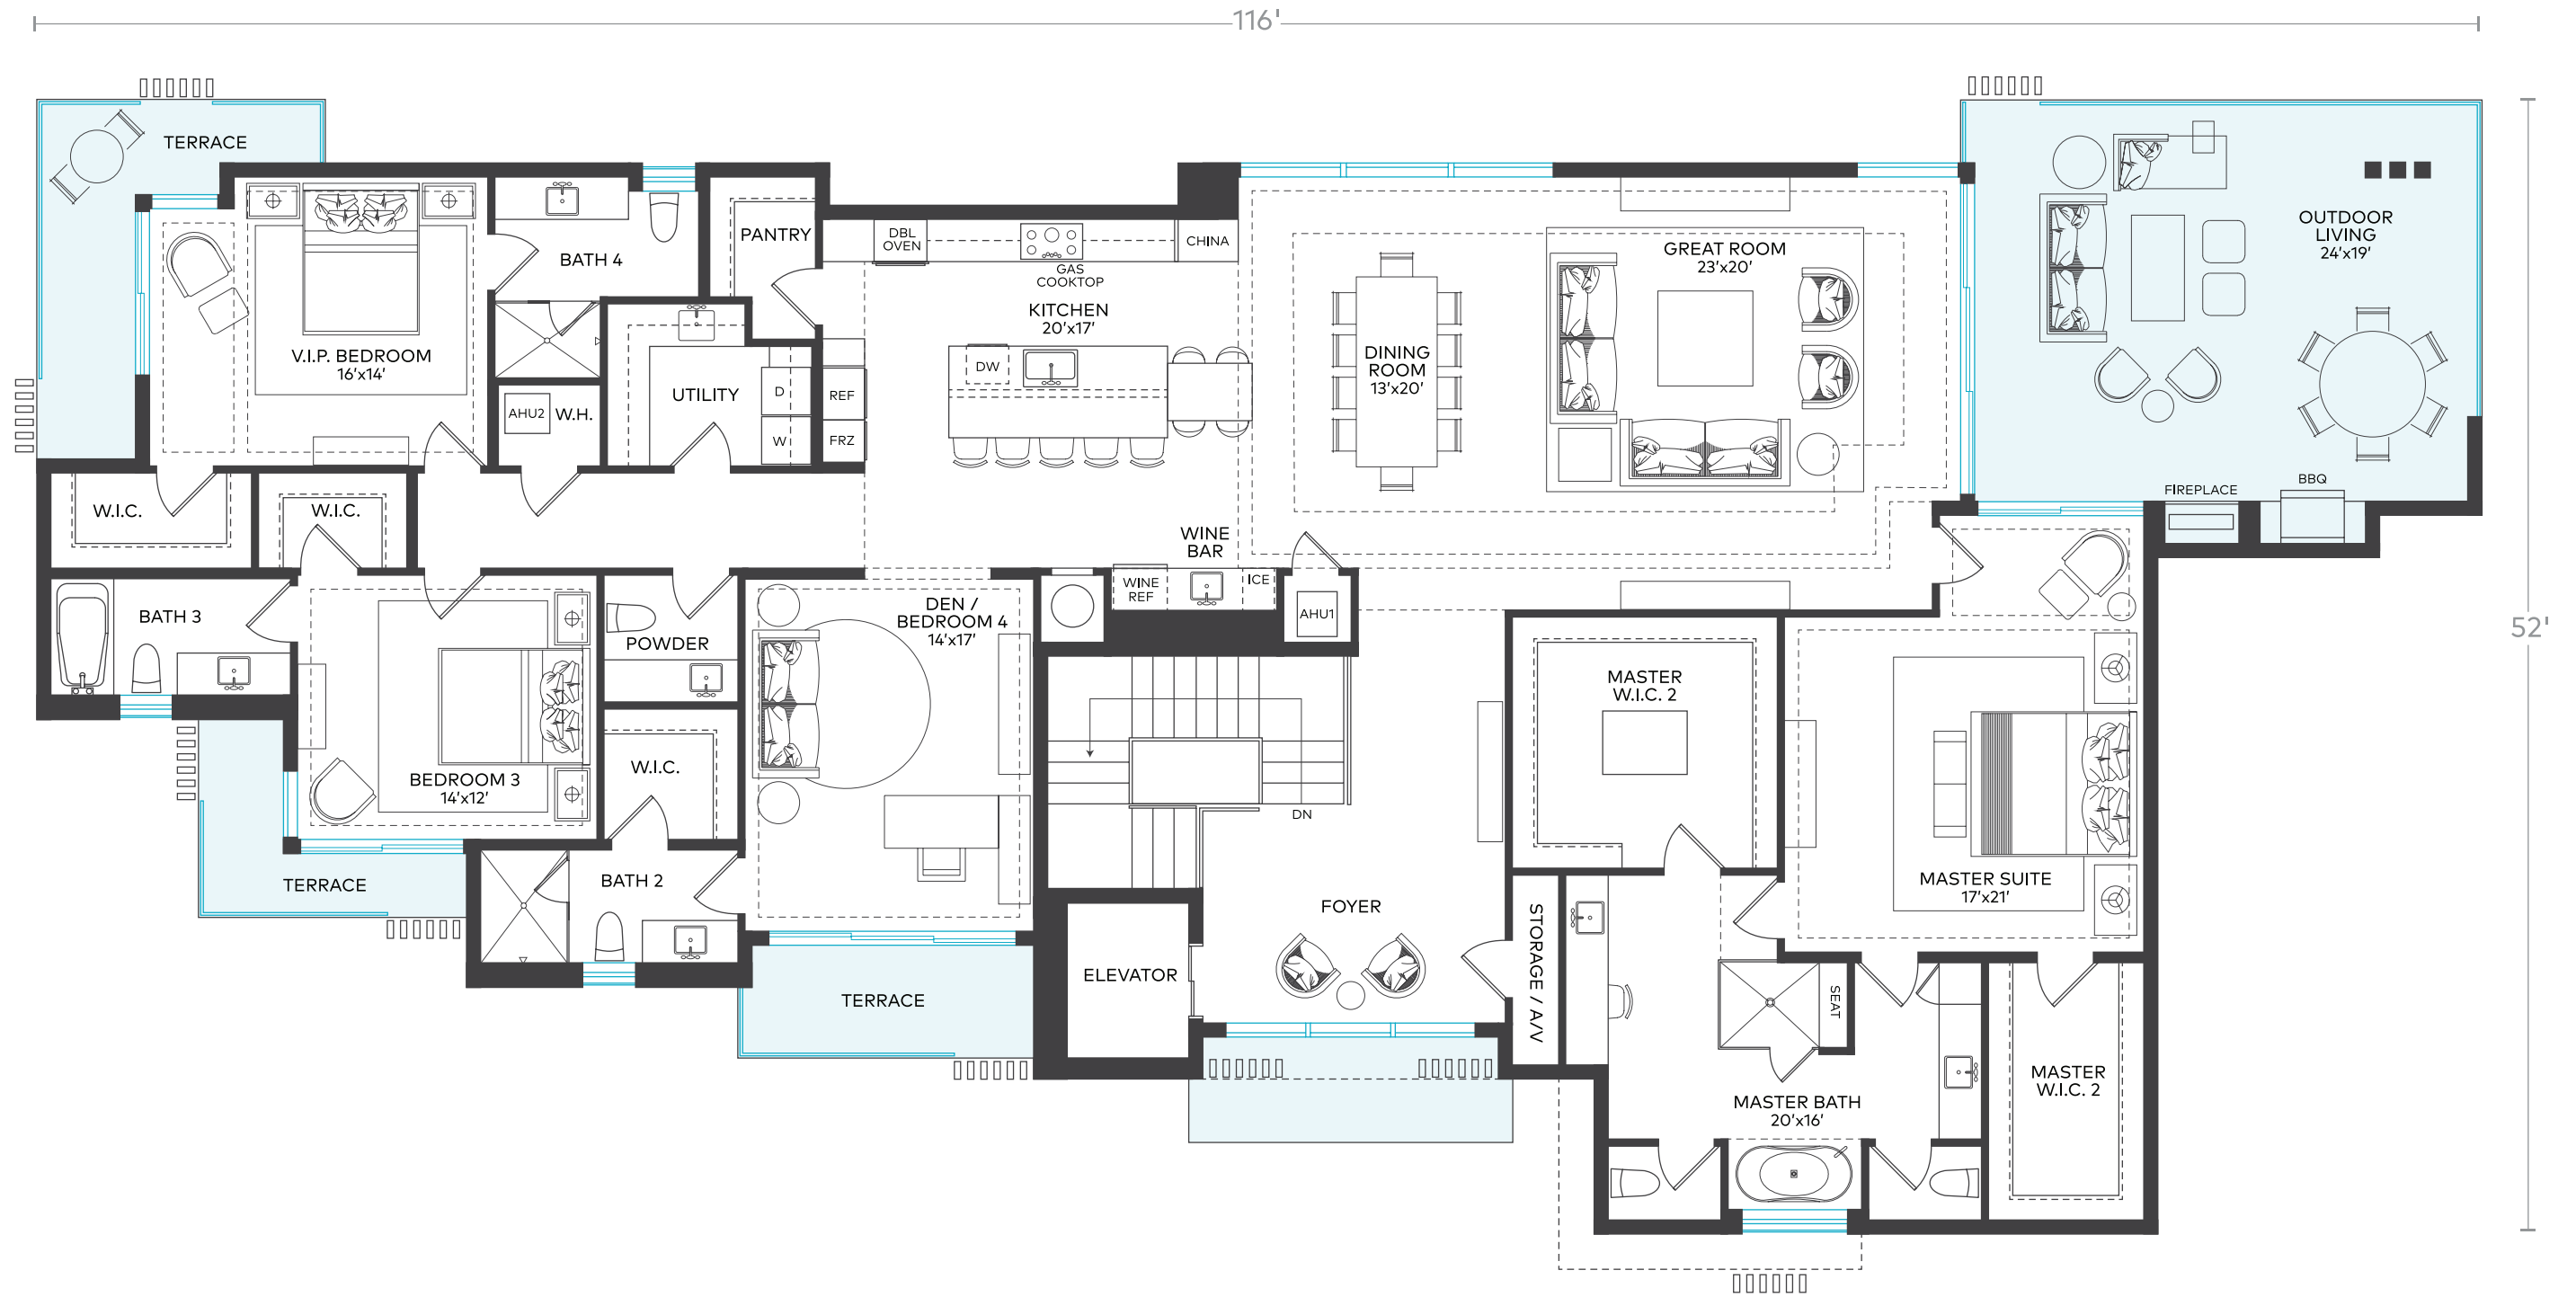 116'
TERRACE
OUTDOOR
LIVING
24'x19'
PANTRY
DBL
OVEN
GAS
COOKTOP
CHINA
GREAT ROOM
23'x20'
BATH 4
KITCHEN
20'x17'
V.I.P. BEDROOM
16'x14'
DINING
ROOM
13'x20'
DW
UTILITY
D
W
REF
FRZ
AHU2
W.H.
FIREPLACE
BBQ
W.I.C.
W.I.C.
WINE
BAR
WINE
REF
ICE
AHU1
BATH 3
POWDER
DEN /
BEDROOM 4
14'x17'
52'
MASTER
W.I.C. 2
BEDROOM 3
14'x12'
W.I.C.
DN
TERRACE
BATH 2
FOYER
MASTER SUITE
17'x21'
ELEVATOR
STORAGE / A/V
SEAT
TERRACE
MASTER BATH
20'x16'
MASTER
W.I.C. 2